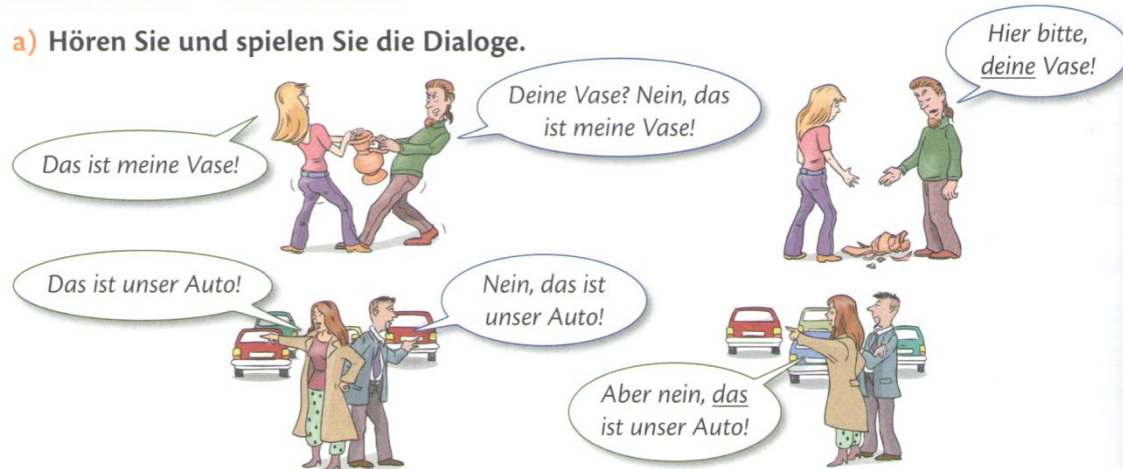 a) Hören Sie und spielen Sie die Dialoge.
Das ist meine Vase!
Deine Vase? Nein, das
ist meine Vase!
Hier bitte,
deine Vase!
Das ist unser Auto!
Nein, das ist
unser Auto!
Aber nein, das
ist unser Auto!